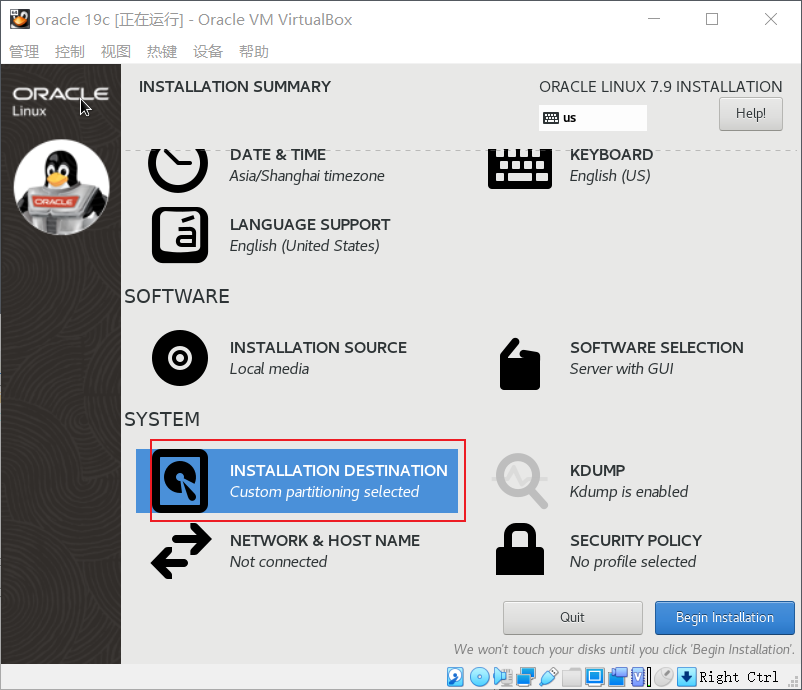 oracle 19c [正在运行] - Oracle VM VirtualBox
管理 控制 视图 热键 设备 帮助
ORACLE
Linux
ORACLE
INSTALLATION SUMMARY
ORACLE LINUX 7.9 INSTALLATION
us
Help!
DATE & TIME
Asia/Shanghai timezone
KEYBOARD
English (US)
LANGUAGE SUPPORT
English (United States)
SOFTWARE
INSTALLATION SOURCE
Local media
SOFTWARE SELECTION
Server with GUI
SYSTEM
INSTALLATION DESTINATION
Custom partitioning selected
KDUMP
Kdump is enabled
NETWORK & HOST NAME
Not connected
SECURITY POLICY
No profile selected
Quit
Begin Installation
We won't touch your disks until you click 'Begin Installation'.
Right Ctrl